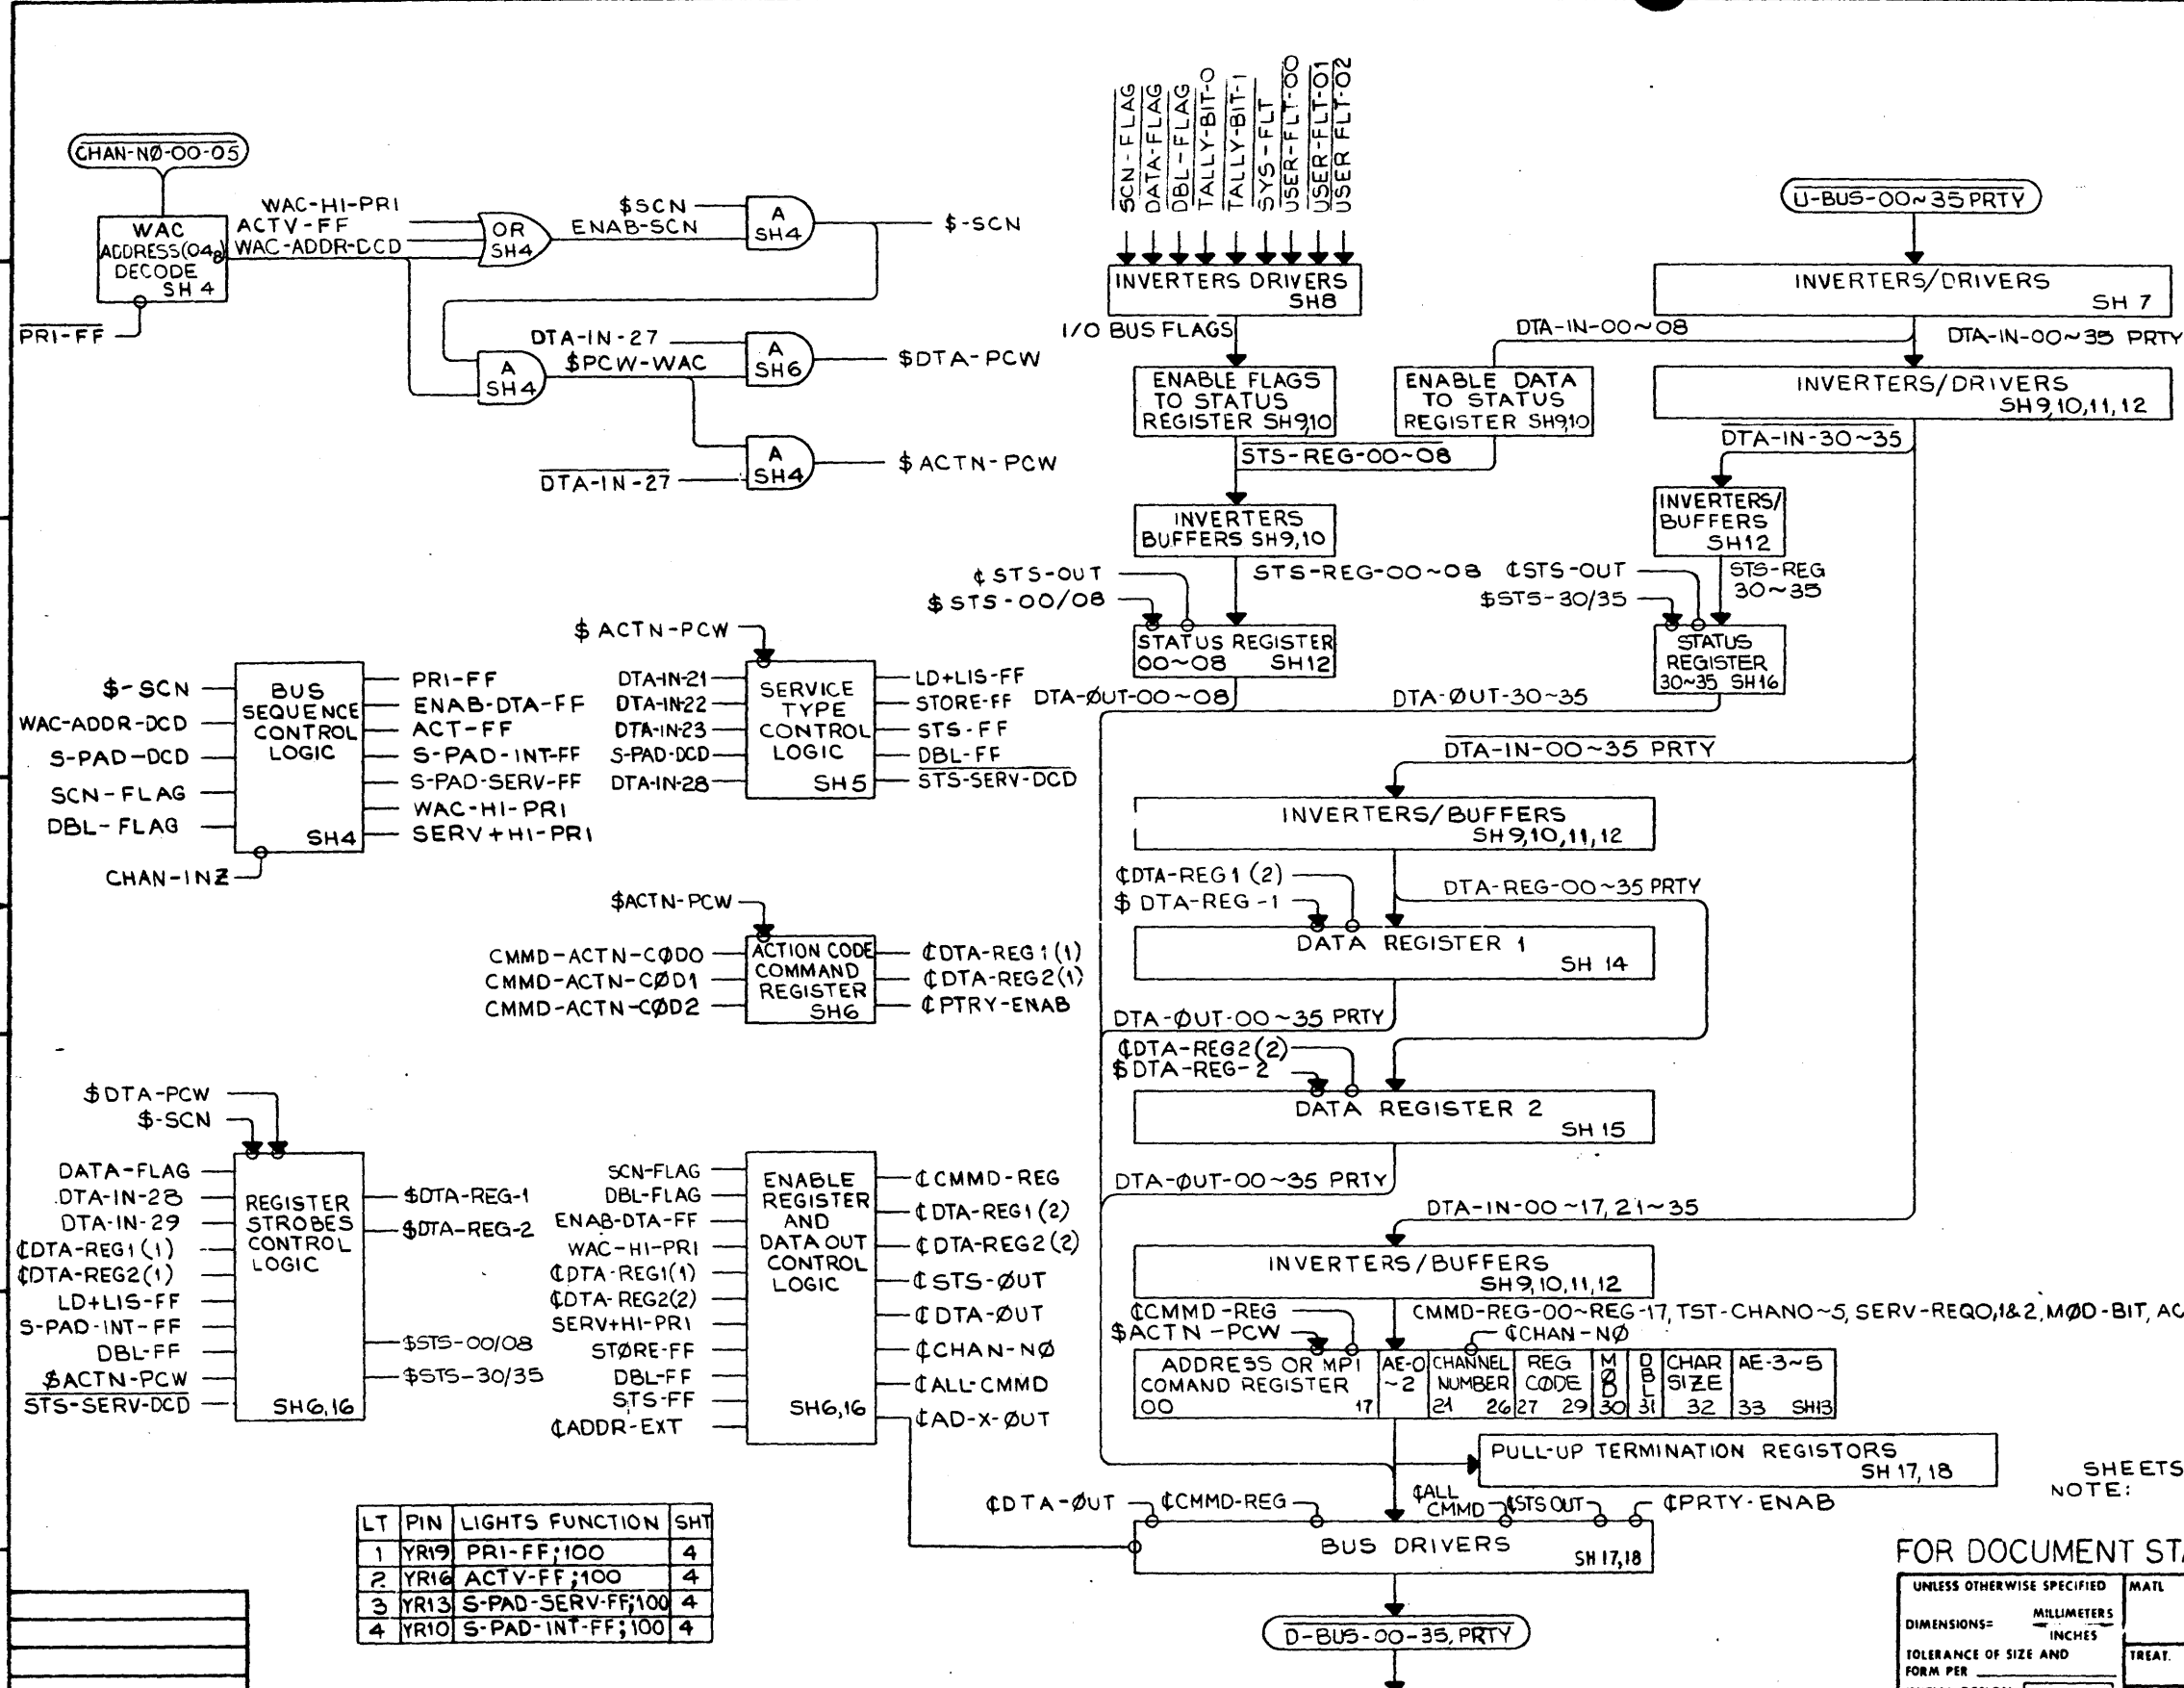 CHAN-NØ-00-05
WAC
ADDRESS(04₈)
DECODE
SH 4
PRI-FF
WAC-HI-PRI
ACTV-FF
WAC-ADDR-DCD
OR
SH4
$SCN
ENAB-SCN
A
SH4
$-SCN
A
SH4
DTA-IN-27
$PCW-WAC
A
SH6
$DTA-PCW
DTA-IN-27
A
SH4
$ACTN-PCW
SCN-FLAG
DATA-FLAG
DBL-FLAG
TALLY-BIT-0
TALLY-BIT-1
SYS-FLT
USER-FLT-00
USER-FLT-01
USER FLT-02
INVERTERS DRIVERS
SH8
I/O BUS FLAGS
ENABLE FLAGS
TO STATUS
REGISTER SH9,10
ENABLE DATA
TO STATUS
REGISTER SH9,10
STS-REG-00~08
INVERTERS
BUFFERS SH9,10
¢STS-OUT
$STS-00/08
STS-REG-00~08
STATUS REGISTER
00~08 SH12
DTA-ØUT-00~08
U-BUS-00~35 PRTY
INVERTERS/DRIVERS
SH 7
DTA-IN-00~08
DTA-IN-00~35 PRTY
INVERTERS/DRIVERS
SH9,10,11,12
DTA-IN-30~35
INVERTERS/
BUFFERS
SH12
¢STS-OUT
$STS-30/35
STS-REG
30~35
STATUS
REGISTER
30~35 SH16
DTA-ØUT-30~35
$-SCN
WAC-ADDR-DCD
S-PAD-DCD
SCN-FLAG
DBL-FLAG
CHAN-INZ
BUS
SEQUENCE
CONTROL
LOGIC
SH4
PRI-FF
ENAB-DTA-FF
ACT-FF
S-PAD-INT-FF
S-PAD-SERV-FF
WAC-HI-PRI
SERV+HI-PRI
$ACTN-PCW
DTA-IN-21
DTA-IN-22
DTA-IN-23
S-PAD-DCD
DTA-IN-28
SERVICE
TYPE
CONTROL
LOGIC
SH5
LD+LIS-FF
STORE-FF
STS-FF
DBL-FF
STS-SERV-DCD
DTA-IN-00~35 PRTY
INVERTERS/BUFFERS
SH9,10,11,12
¢DTA-REG1 (2)
$ DTA-REG-1
DTA-REG-00~35 PRTY
DATA REGISTER 1
SH 14
DTA-ØUT-00~35 PRTY
¢DTA-REG2(2)
$DTA-REG-2
DATA REGISTER 2
SH 15
DTA-ØUT-00~35 PRTY
$ACTN-PCW
CMMD-ACTN-CØD0
CMMD-ACTN-CØD1
CMMD-ACTN-CØD2
ACTION CODE
COMMAND
REGISTER
SH6
¢DTA-REG1(1)
¢DTA-REG2(1)
¢PTRY-ENAB
$DTA-PCW
$-SCN
DATA-FLAG
DTA-IN-28
DTA-IN-29
¢DTA-REG1(1)
¢DTA-REG2(1)
LD+LIS-FF
S-PAD-INT-FF
DBL-FF
$ACTN-PCW
STS-SERV-DCD
REGISTER
STROBES
CONTROL
LOGIC
SH6,16
$DTA-REG-1
$DTA-REG-2
$STS-00/08
$STS-30/35
SCN-FLAG
DBL-FLAG
ENAB-DTA-FF
WAC-HI-PRI
¢DTA-REG1(1)
¢DTA-REG2(2)
SERV+HI-PRI
STØRE-FF
DBL-FF
STS-FF
¢ADDR-EXT
ENABLE
REGISTER
AND
DATA OUT
CONTROL
LOGIC
SH6,16
¢CMMD-REG
¢DTA-REG1(2)
¢DTA-REG2(2)
¢STS-ØUT
¢DTA-ØUT
¢CHAN-NØ
¢ALL-CMMD
¢AD-X-ØUT
DTA-IN-00~17,21~35
INVERTERS/BUFFERS
SH9,10,11,12
¢CMMD-REG
$ACTN-PCW
CMMD-REG-00~REG-17,TST-CHAN0~5,SERV-REQ0,1&2,MØD-BIT, AC
¢CHAN-NØ
ADDRESS OR MPI
COMAND REGISTER
00 17
AE-0
~2
CHANNEL
NUMBER
21 26
REG
CØDE
27 29
MØD
30
DBL
31
CHAR
SIZE
32
AE-3~5
33 SH13
PULL-UP TERMINATION REGISTORS
SH 17,18
SHEETS
NOTE:
¢DTA-ØUT
¢CMMD-REG
¢ALL
CMMD
¢STS OUT
¢PRTY-ENAB
BUS DRIVERS
SH 17,18
D-BUS-00-35, PRTY
LT PIN LIGHTS FUNCTION SHT
1 YR19 PRI-FF;100 4
2 YR16 ACTV-FF;100 4
3 YR13 S-PAD-SERV-FF;100 4
4 YR10 S-PAD-INT-FF;100 4
FOR DOCUMENT STA
UNLESS OTHERWISE SPECIFIED
MATL
DIMENSIONS= MILLIMETERS
INCHES
TOLERANCE OF SIZE AND
FORM PER
TREAT.